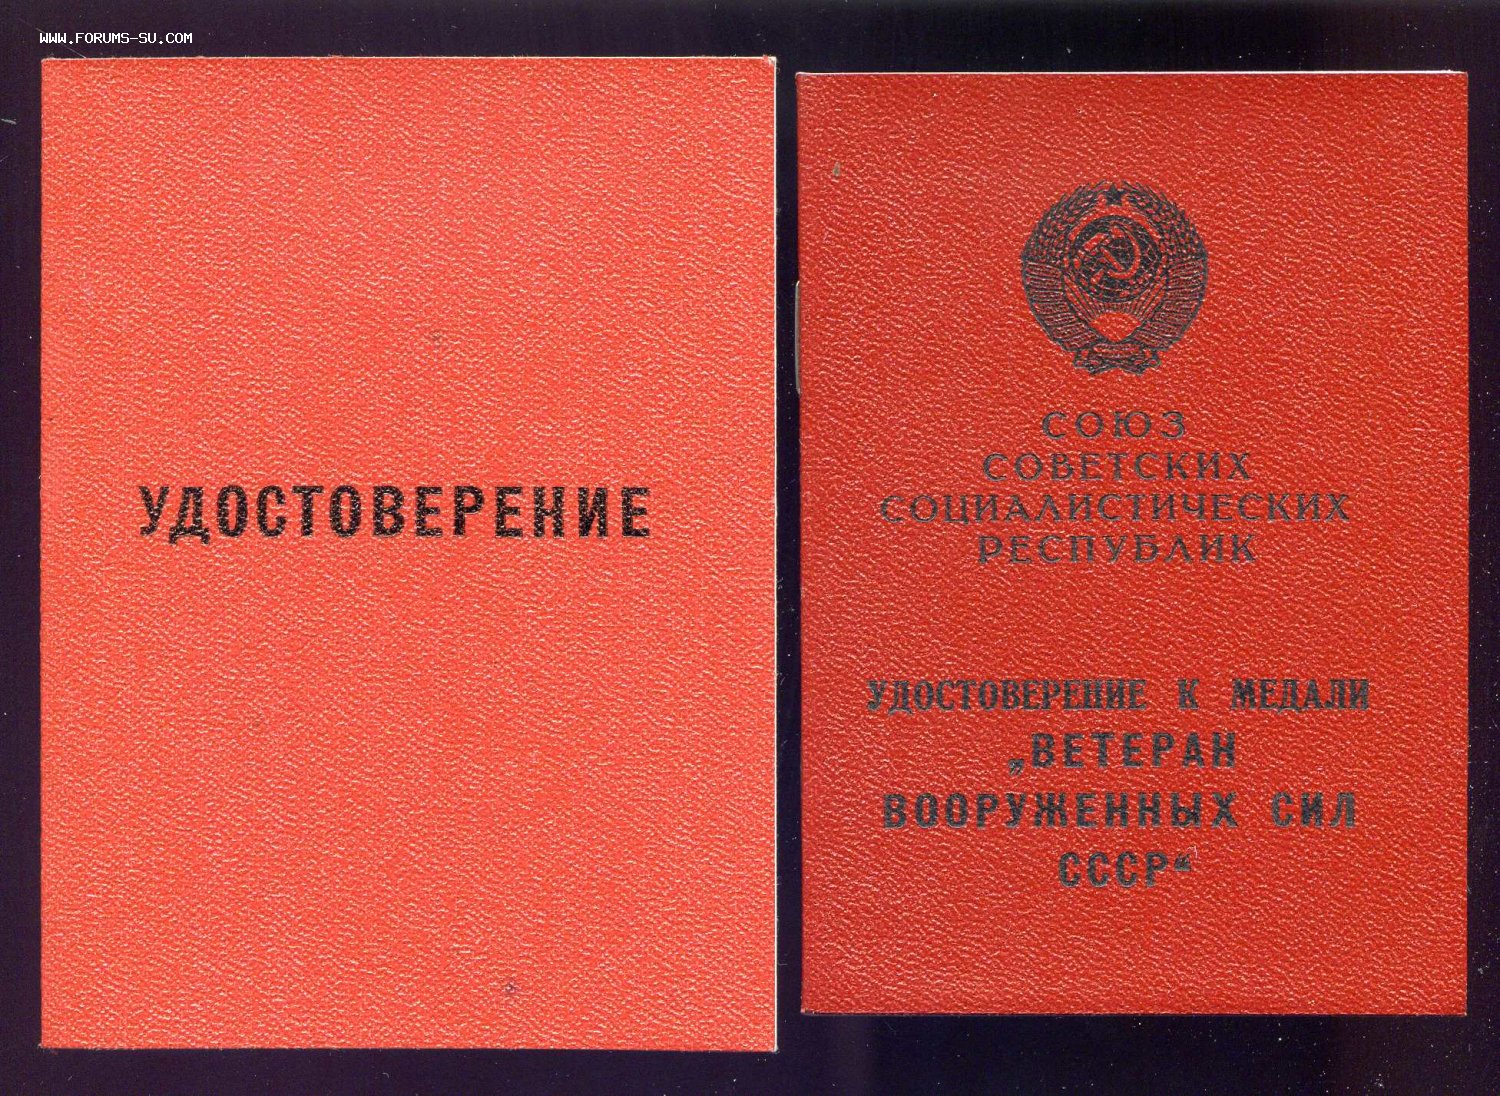 WWW.FORUMS-SU.COM
УДОСТОВЕРЕНИЕ
СОЮЗ
СОВЕТСКИХ
СОЦИАЛИСТИЧЕСКИХ
РЕСПУБЛИК
УДОСТОВЕРЕНИЕ К МЕДАЛИ
„ВЕТЕРАН
ВООРУЖЕННЫХ СИЛ
СССР“